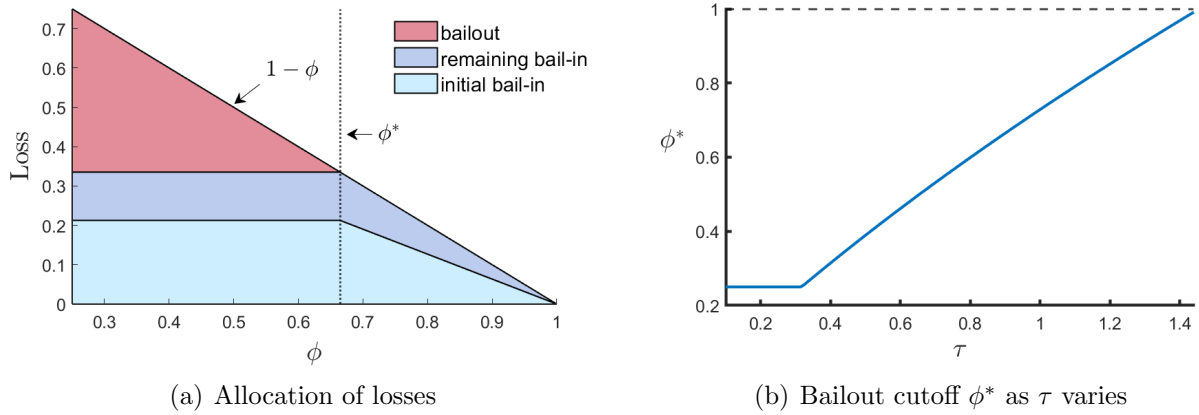 bailout
remaining bail-in
initial bail-in
1 − ϕ
ϕ*
Loss
0.7
0.6
0.5
0.4
0.3
0.2
0.1
0
0.3 0.4 0.5 0.6 0.7 0.8 0.9 1
ϕ
(a) Allocation of losses
1
0.8
0.6
0.4
0.2
ϕ*
0.2 0.4 0.6 0.8 1 1.2 1.4
τ
(b) Bailout cutoff ϕ* as τ varies